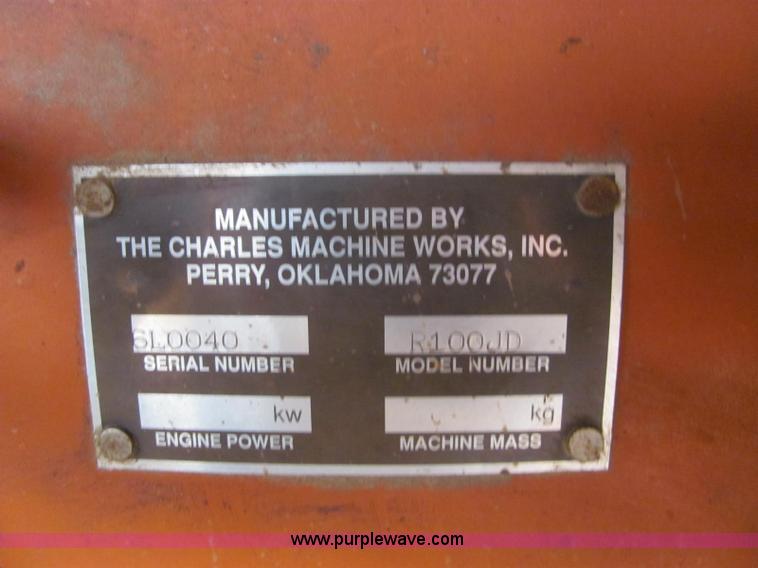 MANUFACTURED BY
THE CHARLES MACHINE WORKS, INC.
PERRY, OKLAHOMA 73077
6L0040 R100JD
SERIAL NUMBER MODEL NUMBER
kw kg
ENGINE POWER MACHINE MASS
www.purplewave.com